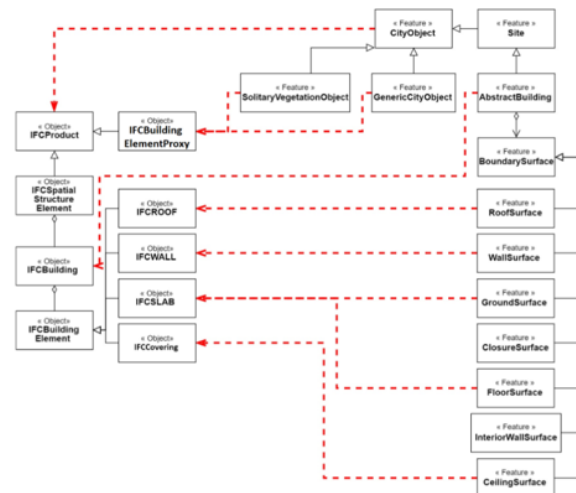 « Feature »
CityObject
« Feature »
Site
« Feature »
SolitaryVegetationObject
« Feature »
GenericCityObject
« Feature »
AbstractBuilding
« Object»
IFCProduct
« Object»
IFCBuilding
ElementProxy
« Feature »
BoundarySurface
« Object»
IFCSpatial
Structure
Element
« Object»
IFCROOF
« Feature »
RoofSurface
« Object»
IFCBuilding
« Object»
IFCWALL
« Feature »
WallSurface
« Object»
IFCSLAB
« Feature »
GroundSurface
« Object»
IFCBuilding
Element
« Object»
IFCCovering
« Feature »
ClosureSurface
« Feature »
FloorSurface
« Feature »
InteriorWallSurface
« Feature »
CeilingSurface